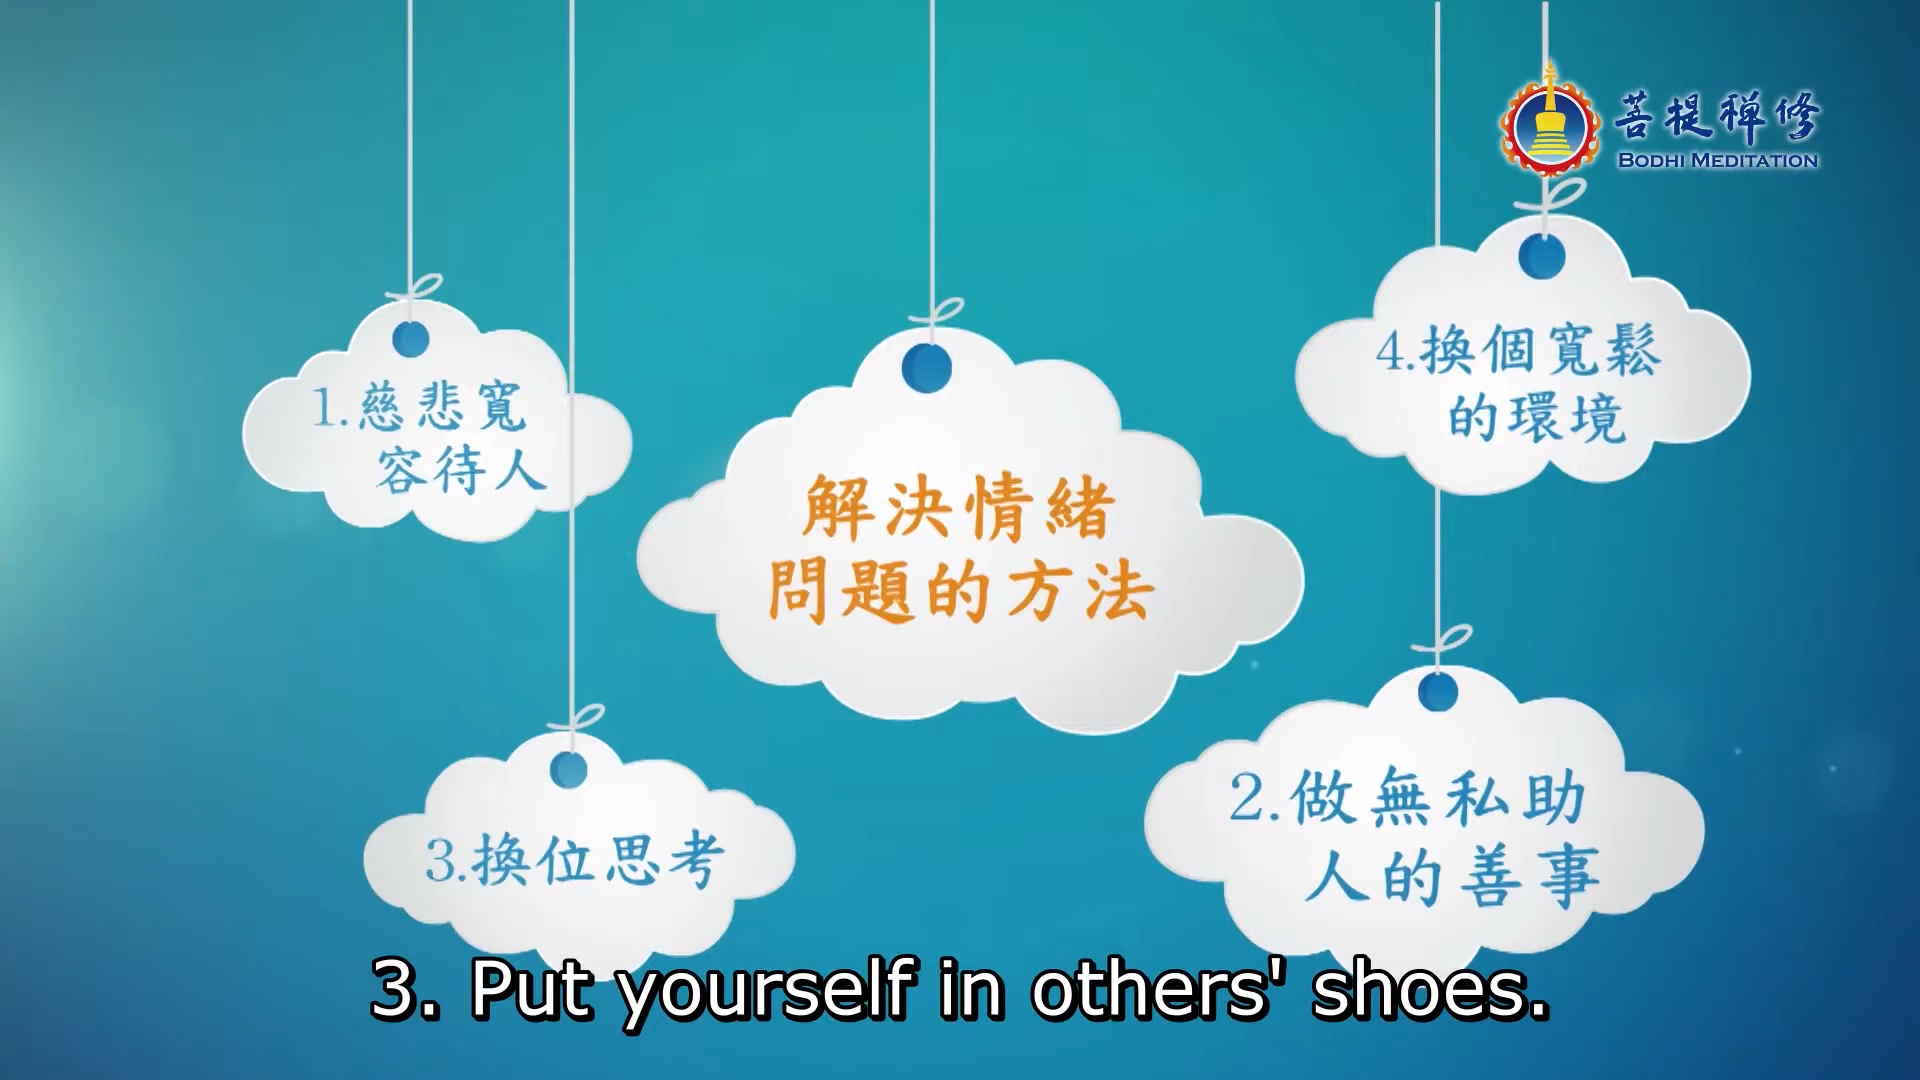 菩提禪修
BODHI MEDITATION
解決情緒
問題的方法
1.慈悲寬
容待人
2.做無私助
人的善事
3.換位思考
4.換個寬鬆
的環境
3. Put yourself in others' shoes.